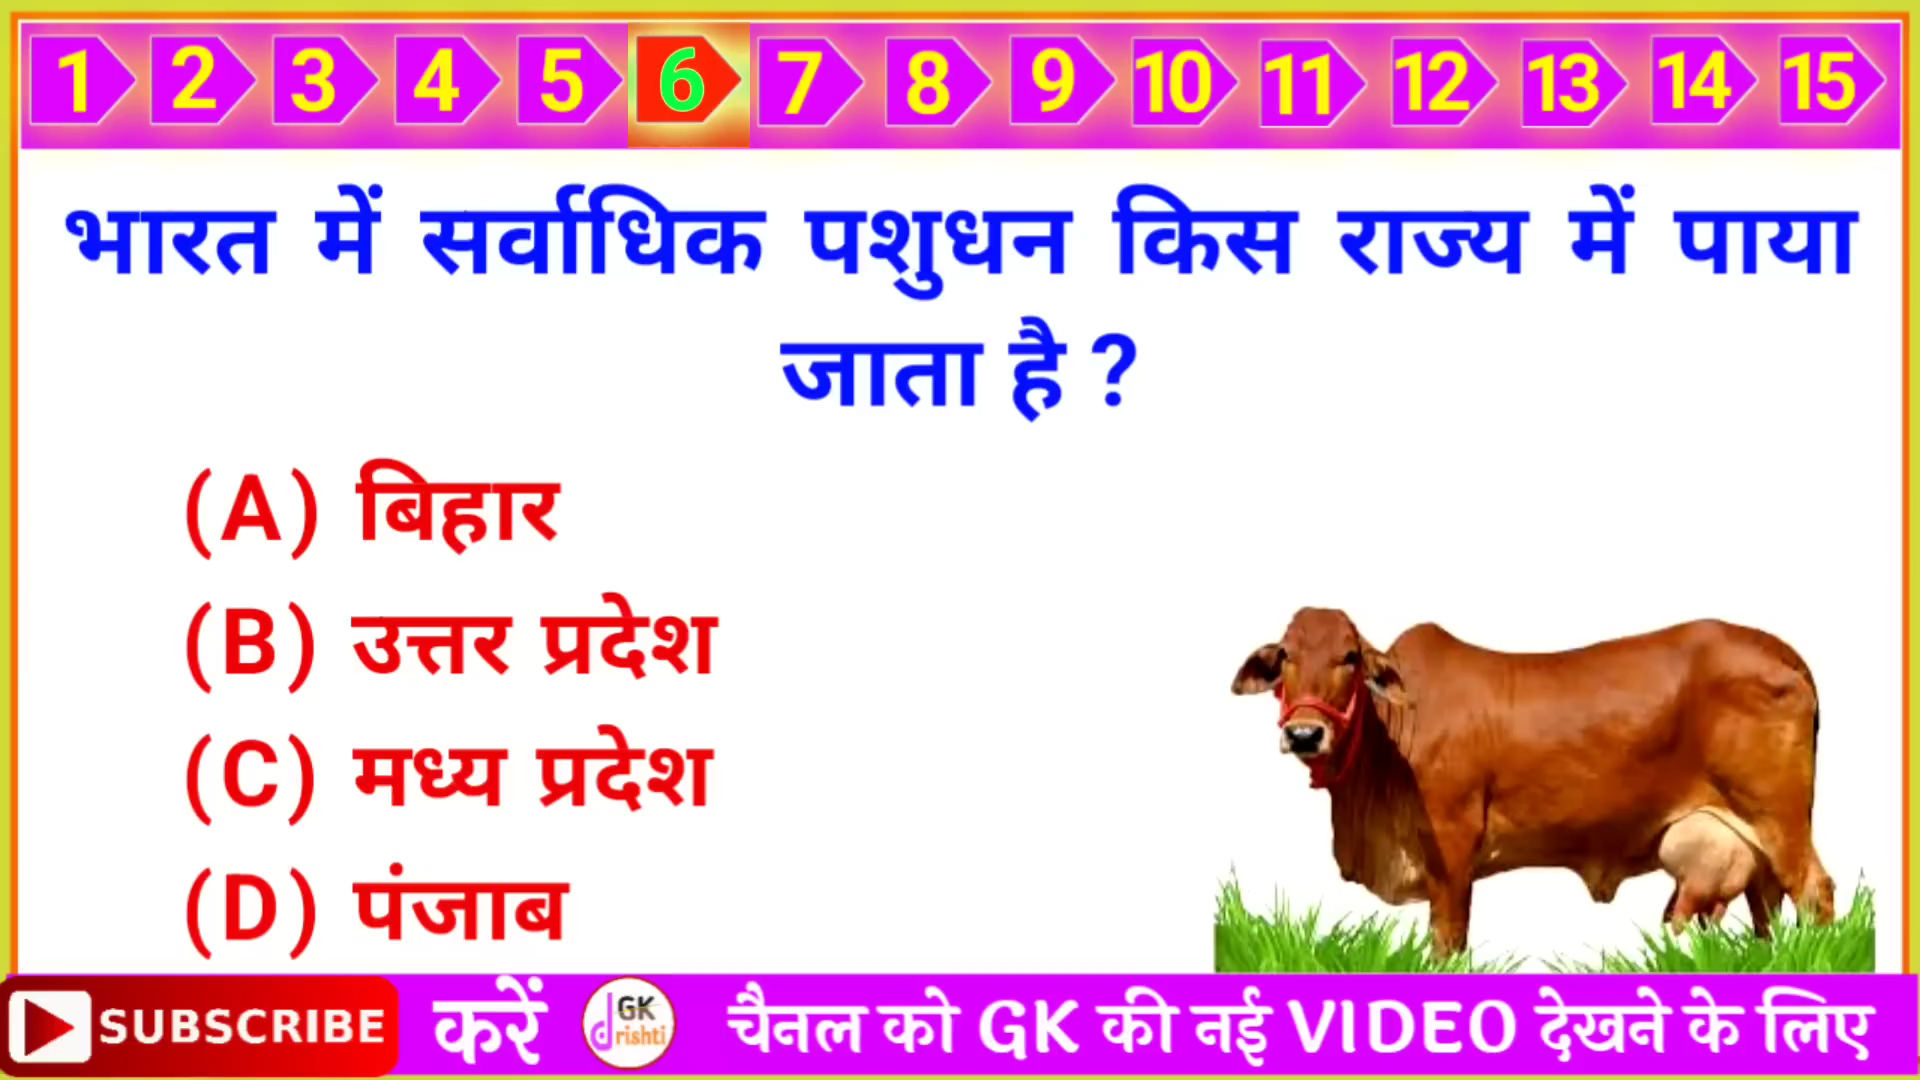 1 2 3 4 5 6 7 8 9 10 11 12 13 14 15
भारत में सर्वाधिक पशुधन किस राज्य में पाया
जाता है ?
(A) बिहार
(B) उत्तर प्रदेश
(C) मध्य प्रदेश
(D) पंजाब
SUBSCRIBE करें GK drishti चैनल को GK की नई VIDEO देखने के लिए